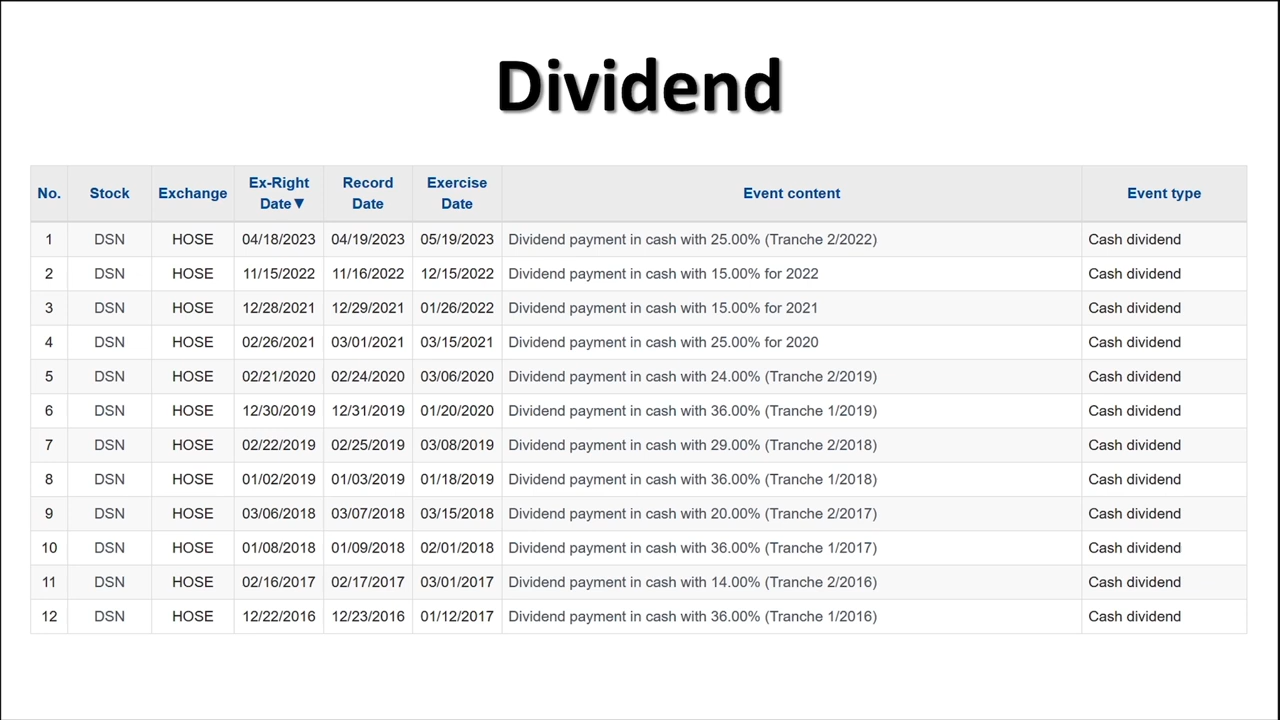 Dividend
No. Stock Exchange Ex-Right Date▼ Record Date Exercise Date Event content Event type
1 DSN HOSE 04/18/2023 04/19/2023 05/19/2023 Dividend payment in cash with 25.00% (Tranche 2/2022) Cash dividend
2 DSN HOSE 11/15/2022 11/16/2022 12/15/2022 Dividend payment in cash with 15.00% for 2022 Cash dividend
3 DSN HOSE 12/28/2021 12/29/2021 01/26/2022 Dividend payment in cash with 15.00% for 2021 Cash dividend
4 DSN HOSE 02/26/2021 03/01/2021 03/15/2021 Dividend payment in cash with 25.00% for 2020 Cash dividend
5 DSN HOSE 02/21/2020 02/24/2020 03/06/2020 Dividend payment in cash with 24.00% (Tranche 2/2019) Cash dividend
6 DSN HOSE 12/30/2019 12/31/2019 01/20/2020 Dividend payment in cash with 36.00% (Tranche 1/2019) Cash dividend
7 DSN HOSE 02/22/2019 02/25/2019 03/08/2019 Dividend payment in cash with 29.00% (Tranche 2/2018) Cash dividend
8 DSN HOSE 01/02/2019 01/03/2019 01/18/2019 Dividend payment in cash with 36.00% (Tranche 1/2018) Cash dividend
9 DSN HOSE 03/06/2018 03/07/2018 03/15/2018 Dividend payment in cash with 20.00% (Tranche 2/2017) Cash dividend
10 DSN HOSE 01/08/2018 01/09/2018 02/01/2018 Dividend payment in cash with 36.00% (Tranche 1/2017) Cash dividend
11 DSN HOSE 02/16/2017 02/17/2017 03/01/2017 Dividend payment in cash with 14.00% (Tranche 2/2016) Cash dividend
12 DSN HOSE 12/22/2016 12/23/2016 01/12/2017 Dividend payment in cash with 36.00% (Tranche 1/2016) Cash dividend